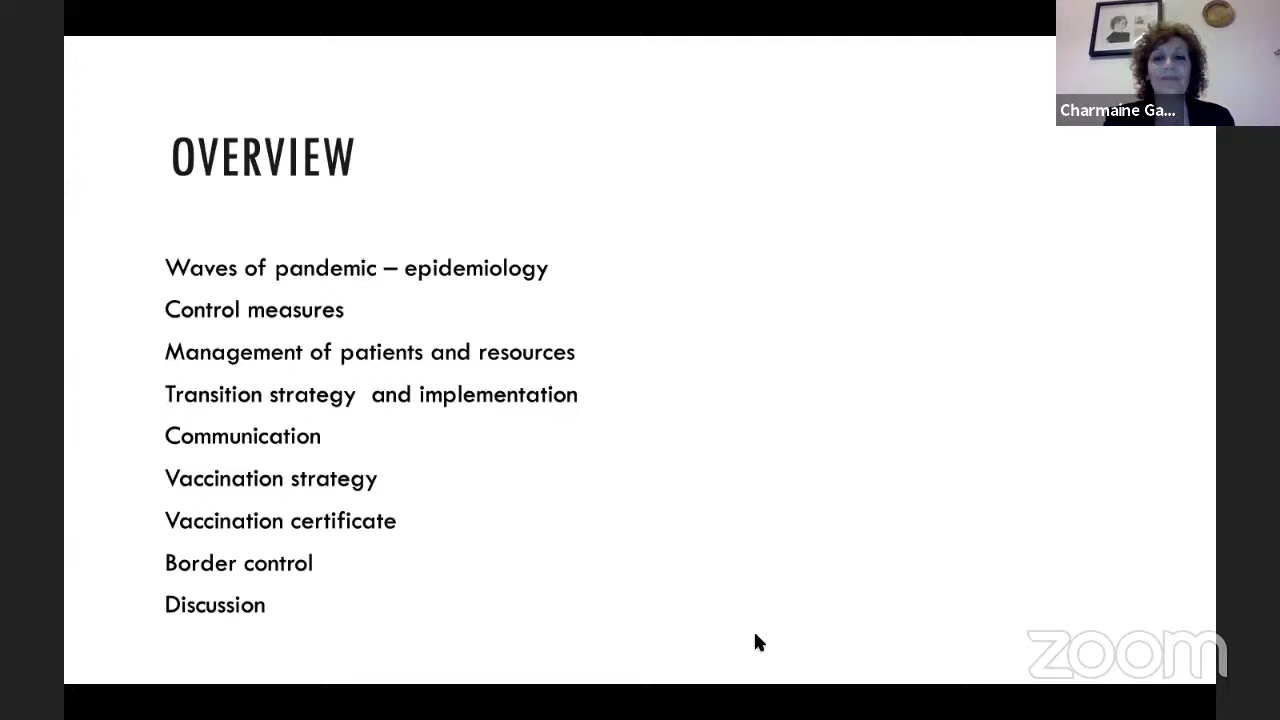 Charmaine Ga...
OVERVIEW
Waves of pandemic – epidemiology
Control measures
Management of patients and resources
Transition strategy  and implementation
Communication
Vaccination strategy
Vaccination certificate
Border control
Discussion
zoom